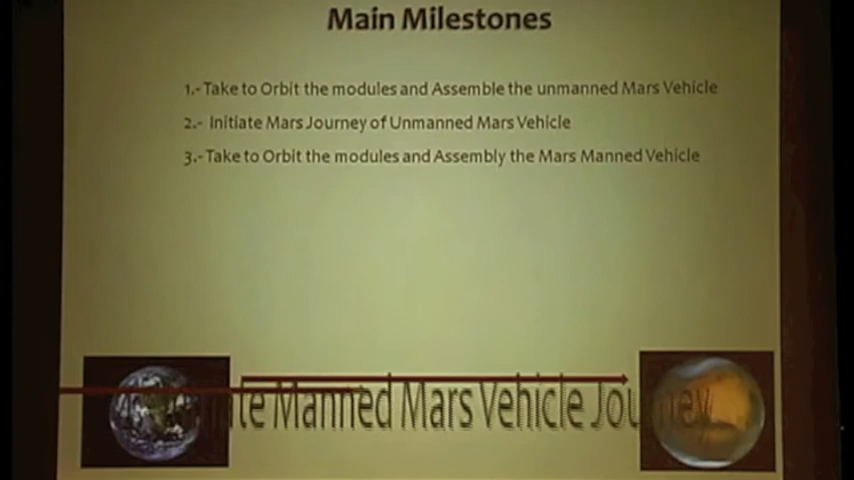 Main Milestones
1.- Take to Orbit the modules and Assemble the unmanned Mars Vehicle
2.- Initiate Mars Journey of Unmanned Mars Vehicle
3.- Take to Orbit the modules and Assembly the Mars Manned Vehicle
Manned Mars Vehicle Journey